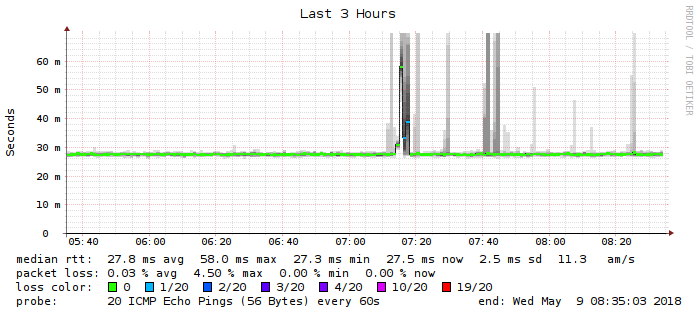 Last 3 Hours
RRDTOOL / TOBI OETIKER
Seconds
60 m
50 m
40 m
30 m
20 m
10 m
0
05:40 06:00 06:20 06:40 07:00 07:20 07:40 08:00 08:20
median rtt: 27.8 ms avg 58.0 ms max 27.3 ms min 27.5 ms now 2.5 ms sd 11.3 am/s
packet loss: 0.03 % avg 4.50 % max 0.00 % min 0.00 % now
loss color: 0 1/20 2/20 3/20 4/20 10/20 19/20
probe: 20 ICMP Echo Pings (56 Bytes) every 60s end: Wed May 9 08:35:03 2018